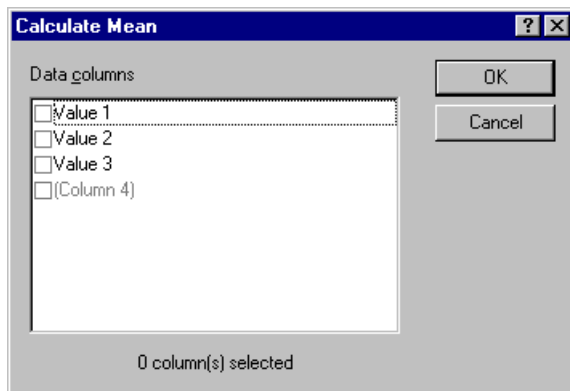 Calculate Mean
Data columns
Value 1
Value 2
Value 3
(Column 4)
OK
Cancel
0 column(s) selected